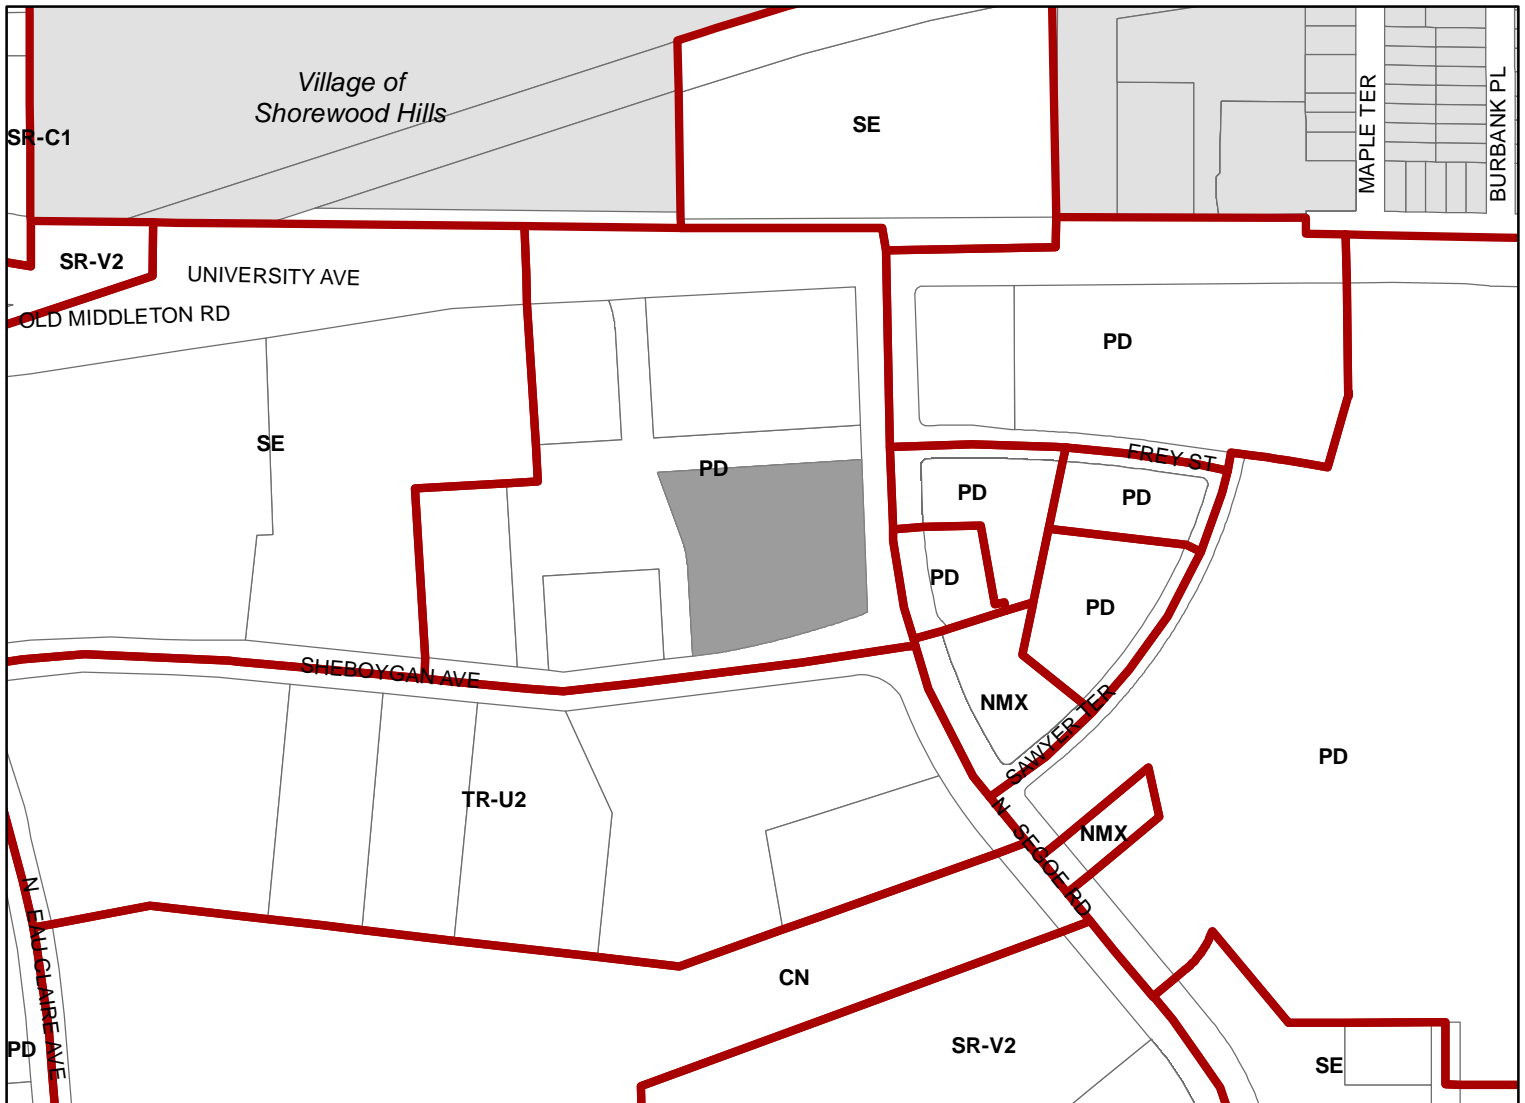 Village of
Shorewood Hills
SE
SR-C1
MAPLE TER
BURBANK PL
SR-V2
UNIVERSITY AVE
OLD MIDDLETON RD
PD
SE
FREY ST
PD
PD
PD
PD
PD
SHEBOYGAN AVE
NMX
SAWYER TER
PD
TR-U2
N SEGOE RD
NMX
N EAU CLAIRE AVE
CN
PD
SR-V2
SE